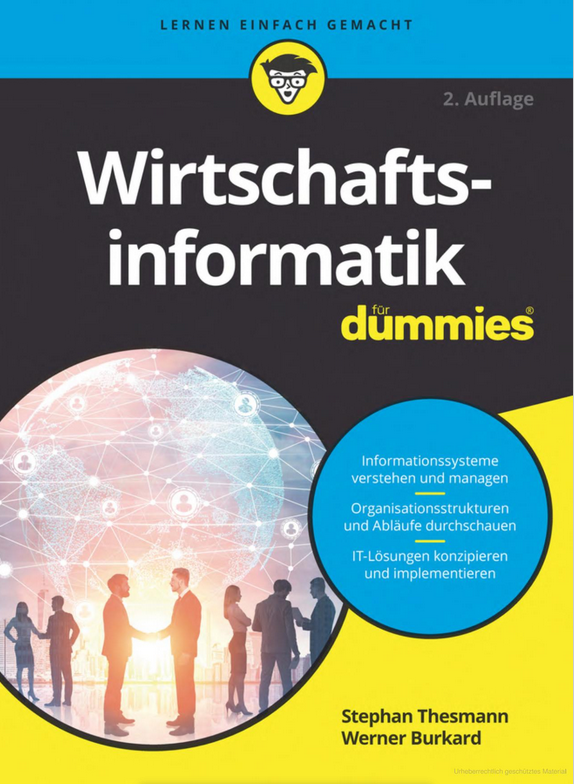 LERNEN EINFACH GEMACHT
2. Auflage
Wirtschafts-
informatik
für
dummies®
Informationssysteme
verstehen und managen
Organisationsstrukturen
und Abläufe durchschauen
IT-Lösungen konzipieren
und implementieren
Stephan Thesmann
Werner Burkard
Urheberrechtlich geschütztes Material